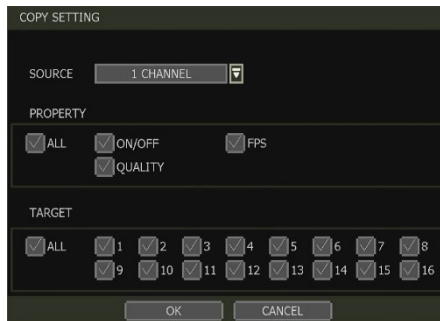 COPY SETTING
SOURCE 1 CHANNEL
PROPERTY
ALL ON/OFF FPS
QUALITY
TARGET
ALL 1 2 3 4 5 6 7 8
9 10 11 12 13 14 15 16
OK CANCEL